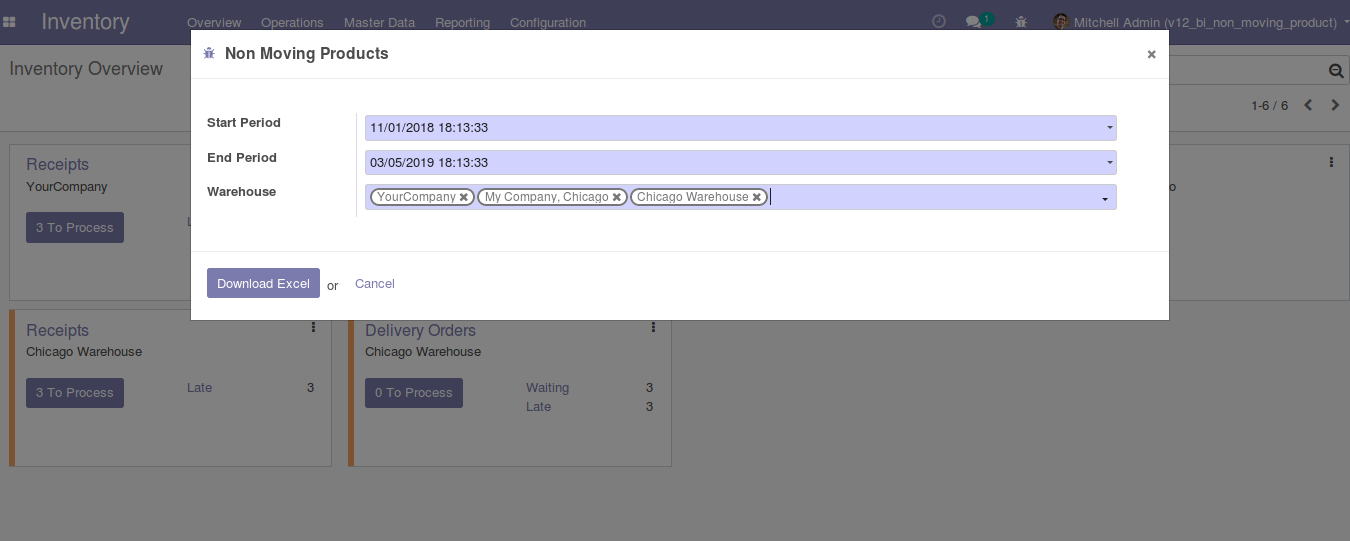 Inventory Overview Operations Master Data Reporting Configuration 1 Mitchell Admin (v12_bi_non_moving_product)
Non Moving Products
Inventory Overview
1-6 / 6
Start Period 11/01/2018 18:13:33
End Period 03/05/2019 18:13:33
Warehouse YourCompany My Company, Chicago Chicago Warehouse
Download Excel or Cancel
Receipts
YourCompany
3 To Process
Receipts
Chicago Warehouse
3 To Process Late 3
Delivery Orders
Chicago Warehouse
0 To Process Waiting 3
Late 3